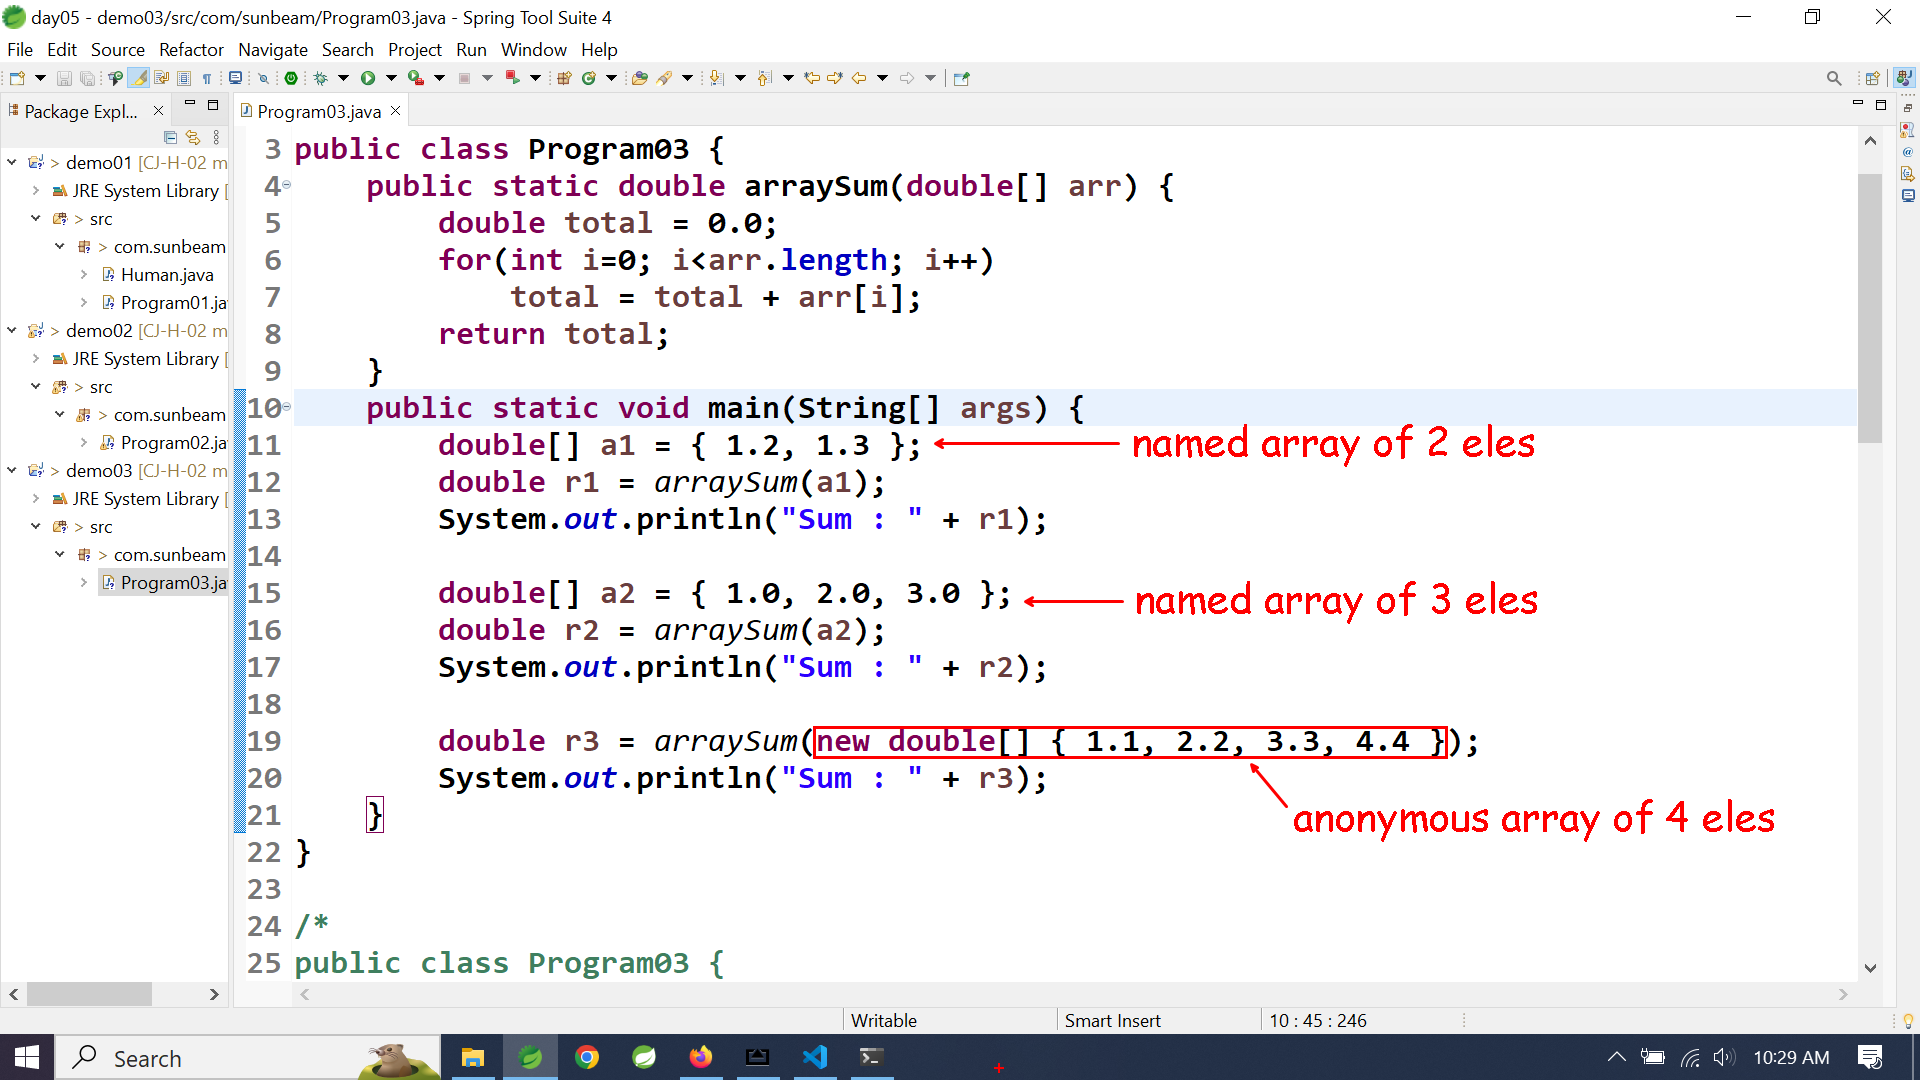 day05 - demo03/src/com/sunbeam/Program03.java - Spring Tool Suite 4
File Edit Source Refactor Navigate Search Project Run Window Help
Package Expl...
Program03.java
> demo01 [CJ-H-02 m
JRE System Library [
> src
> com.sunbeam
Human.java
Program01.ja
> demo02 [CJ-H-02 m
JRE System Library [
> src
> com.sunbeam
Program02.ja
> demo03 [CJ-H-02 m
JRE System Library [
> src
> com.sunbeam
Program03.ja
3 public class Program03 {
4 public static double arraySum(double[] arr) {
5 double total = 0.0;
6 for(int i=0; i<arr.length; i++)
7 total = total + arr[i];
8 return total;
9 }
10 public static void main(String[] args) {
11 double[] a1 = { 1.2, 1.3 }; named array of 2 eles
12 double r1 = arraySum(a1);
13 System.out.println("Sum : " + r1);
14
15 double[] a2 = { 1.0, 2.0, 3.0 }; named array of 3 eles
16 double r2 = arraySum(a2);
17 System.out.println("Sum : " + r2);
18
19 double r3 = arraySum(new double[] { 1.1, 2.2, 3.3, 4.4 });
20 System.out.println("Sum : " + r3);
anonymous array of 4 eles
21 }
22 }
23
24 /*
25 public class Program03 {
Writable Smart Insert 10 : 45 : 246
Search
10:29 AM